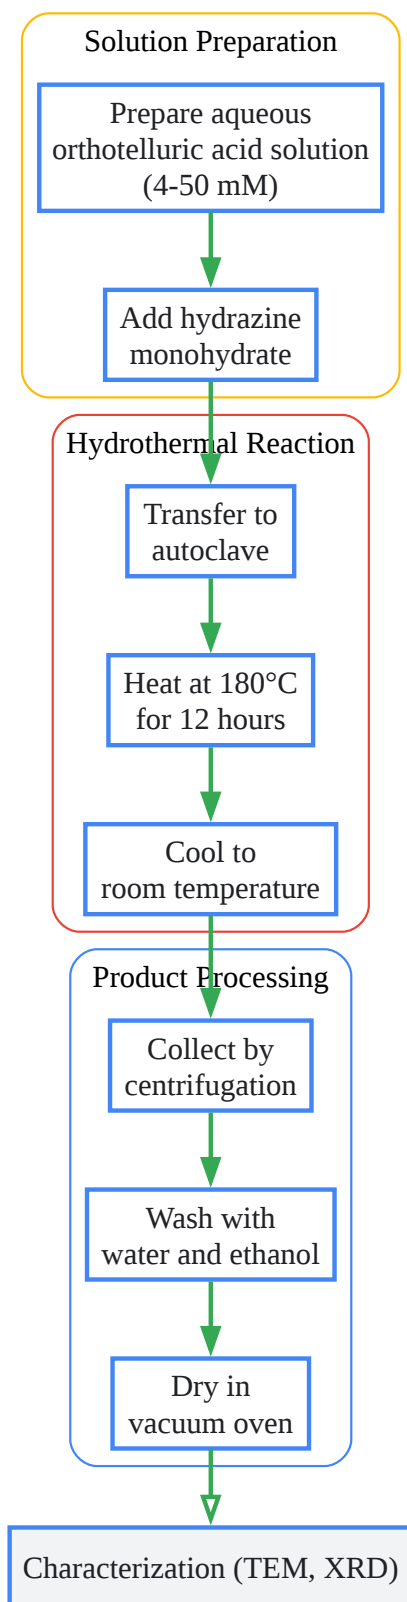 Solution Preparation
Prepare aqueous
orthotelluric acid solution
(4-50 mM)
Add hydrazine
monohydrate
Hydrothermal Reaction
Transfer to
autoclave
Heat at 180°C
for 12 hours
Cool to
room temperature
Product Processing
Collect by
centrifugation
Wash with
water and ethanol
Dry in
vacuum oven
Characterization (TEM, XRD)